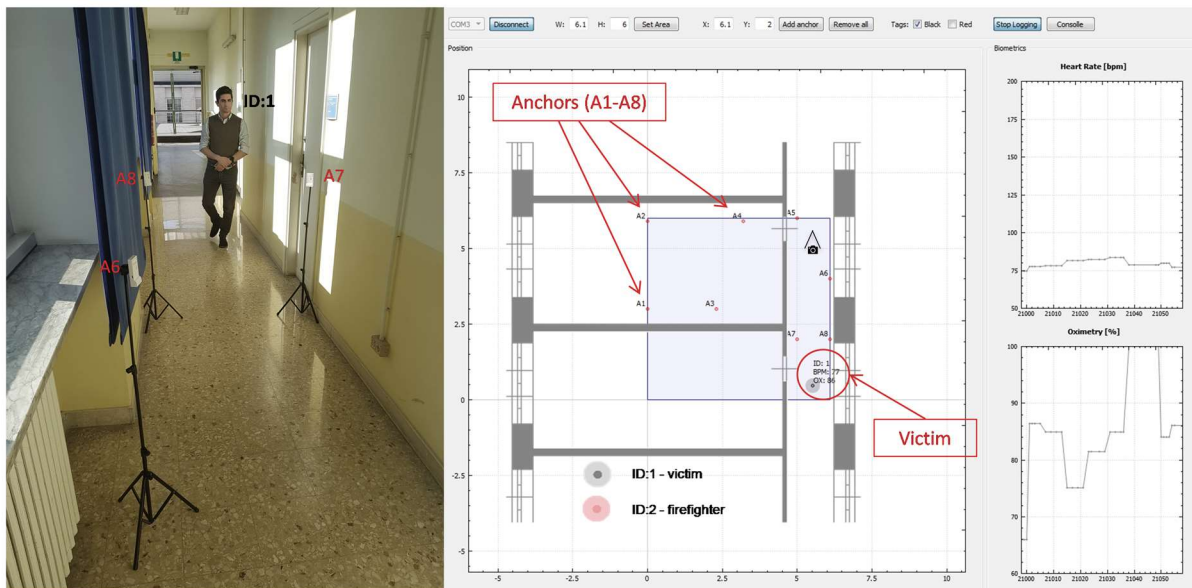 ID:1
A8
A7
A6
COM3
Disconnect
W: 6.1 H: 6 Set Area
X: 6.1 Y: 2 Add anchor Remove all
Tags: Black Red
Stop Logging Consolle
Position
Biometrics
Anchors (A1-A8)
A2
A4
A5
A6
A1
A3
A7
A8
ID: 1
BPM: 77
OX: 86
Victim
ID:1 - victim
ID:2 - firefighter
10
7.5
5
2.5
0
-2.5
-5
-5
-2.5
0
2.5
5
7.5
10
Heart Rate [bpm]
200
175
150
125
100
75
50
21000 21010 21020 21030 21040 21050
Oximetry [%]
100
90
80
70
60
21000 21010 21020 21030 21040 21050